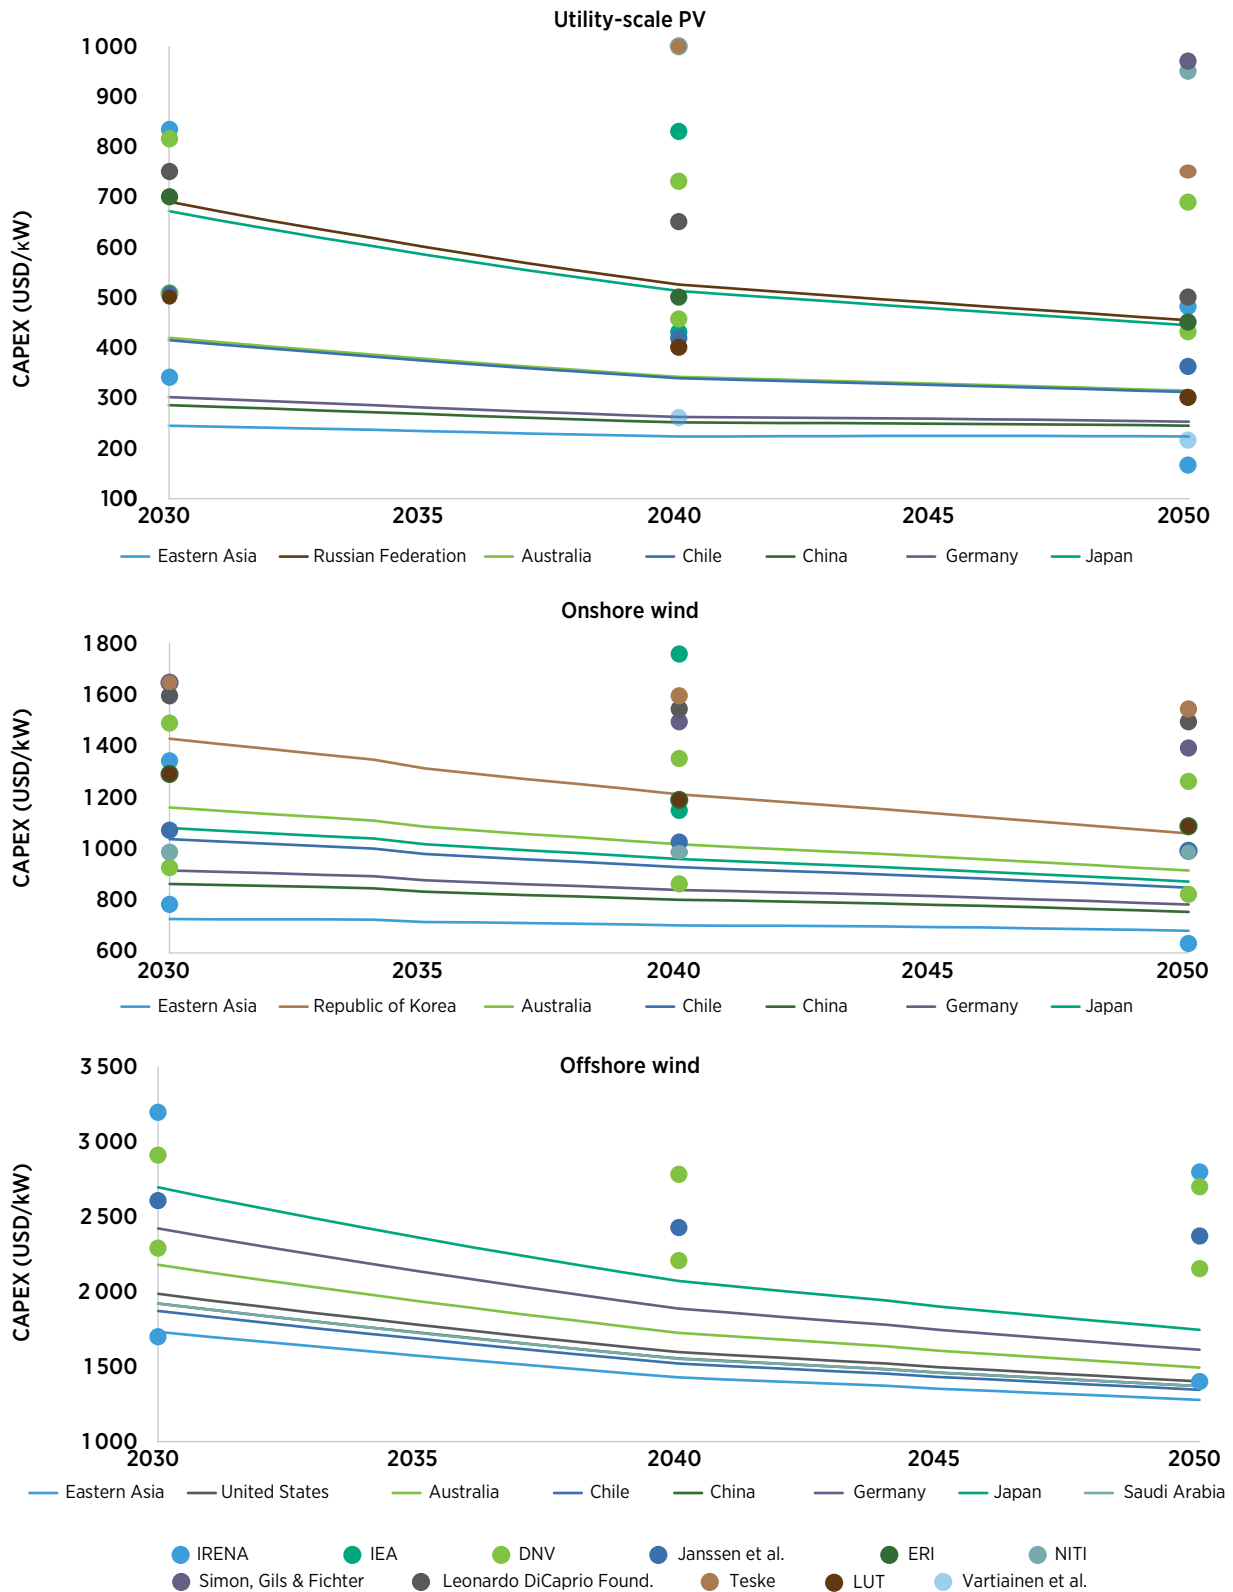 Utility-scale PV
CAPEX (USD/кW)
1 000
900
800
700
600
500
400
300
200
100
2030 2035 2040 2045 2050
Eastern Asia Russian Federation Australia Chile China Germany Japan
Onshore wind
CAPEX (USD/kW)
1 800
1 600
1 400
1 200
1 000
800
600
2030 2035 2040 2045 2050
Eastern Asia Republic of Korea Australia Chile China Germany Japan
Offshore wind
CAPEX (USD/kW)
3 500
3 000
2 500
2 000
1 500
1 000
2030 2035 2040 2045 2050
Eastern Asia United States Australia Chile China Germany Japan Saudi Arabia
IRENA IEA DNV Janssen et al. ERI NITI
Simon, Gils & Fichter Leonardo DiCaprio Found. Teske LUT Vartiainen et al.